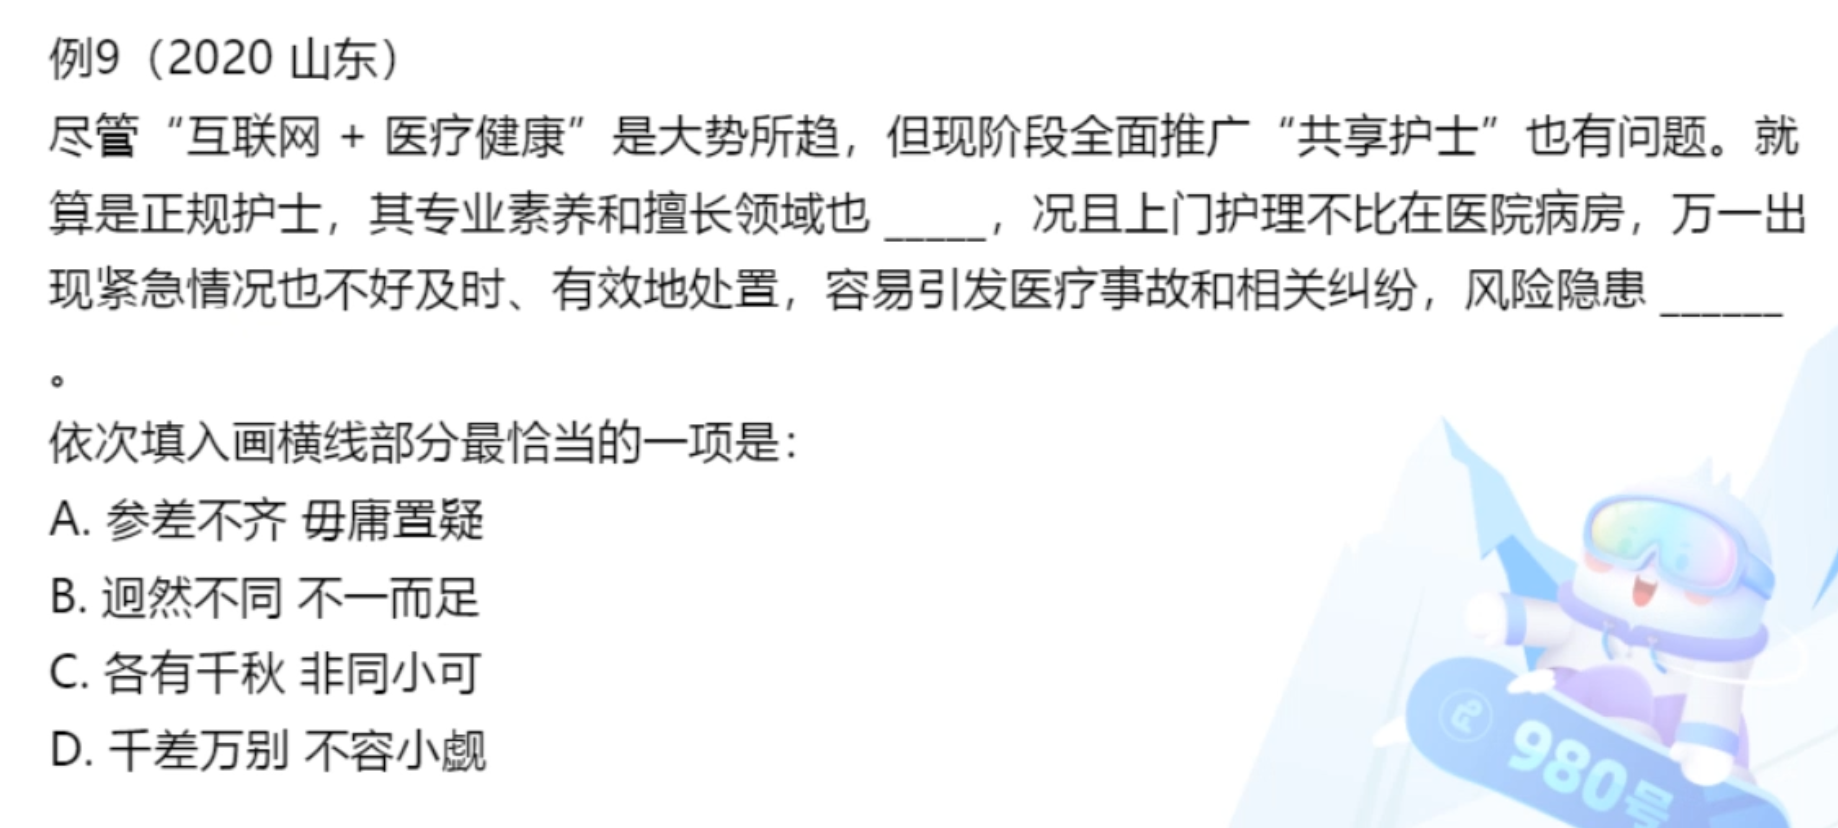 例9（2020 山东）
尽管“互联网 + 医疗健康”是大势所趋，但现阶段全面推广“共享护士”也有问题。就
算是正规护士，其专业素养和擅长领域也 _____，况且上门护理不比在医院病房，万一出
现紧急情况也不好及时、有效地处置，容易引发医疗事故和相关纠纷，风险隐患 ______
。
依次填入画横线部分最恰当的一项是：
A. 参差不齐 毋庸置疑
B. 迥然不同 不一而足
C. 各有千秋 非同小可
D. 千差万别 不容小觑
980号